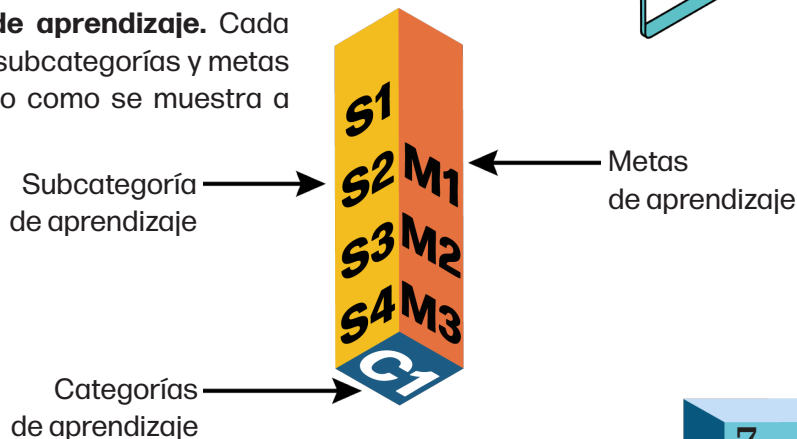 de aprendizaje. Cada
subcategorías y metas
o como se muestra a
S1
S2 M1
S3 M2
S4 M3
C1
Subcategoría
de aprendizaje
Metas
de aprendizaje
Categorías
de aprendizaje
7